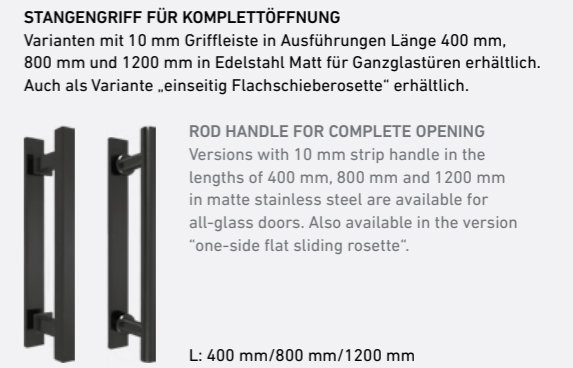 STANGENGRIFF FÜR KOMPLETTÖFFNUNG
Varianten mit 10 mm Griffleiste in Ausführungen Länge 400 mm,
800 mm und 1200 mm in Edelstahl Matt für Ganzglastüren erhältlich.
Auch als Variante „einseitig Flachschieberosette“ erhältlich.
ROD HANDLE FOR COMPLETE OPENING
Versions with 10 mm strip handle in the
lengths of 400 mm, 800 mm and 1200 mm
in matte stainless steel are available for
all-glass doors. Also available in the version
“one-side flat sliding rosette“.
L: 400 mm/800 mm/1200 mm